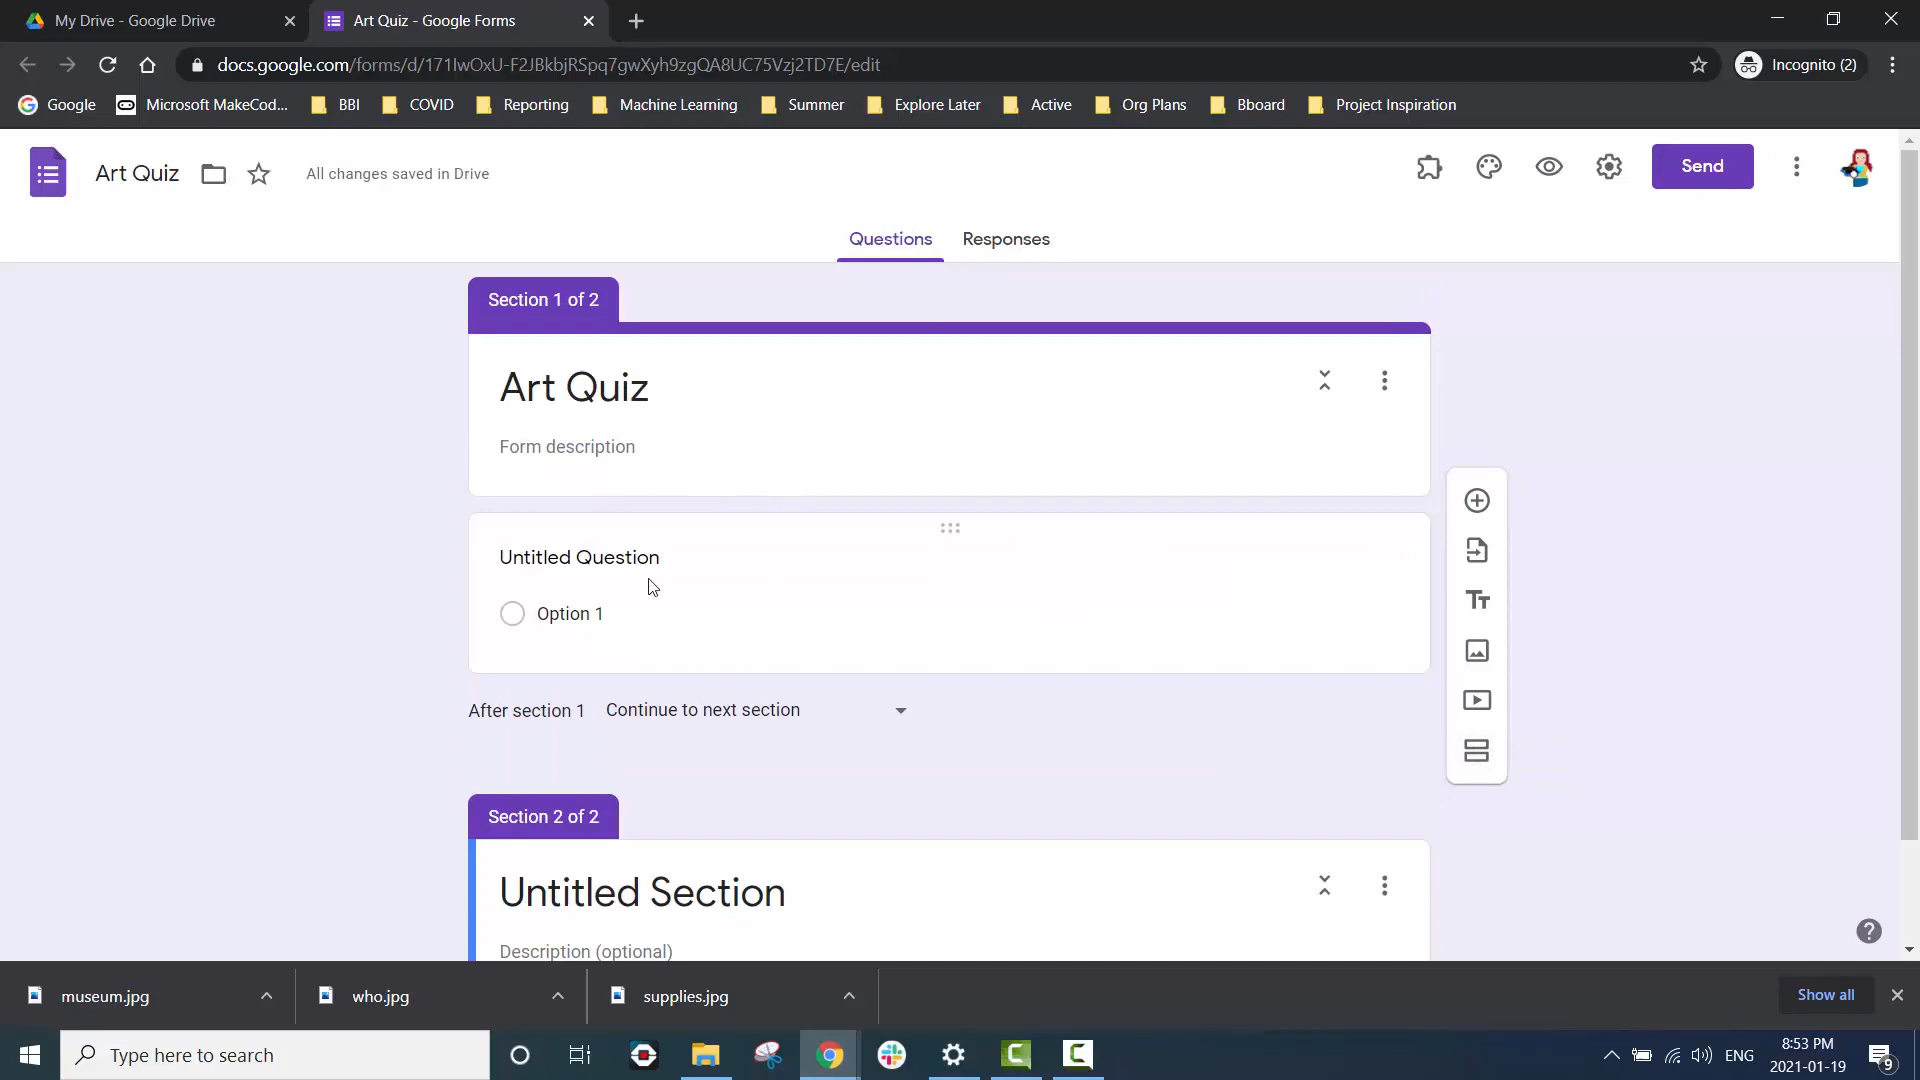 My Drive - Google Drive
Art Quiz - Google Forms
docs.google.com/forms/d/171IwOxU-F2JBkbjRSpq7gwXyh9zgQA8UC75Vzj2TD7E/edit
Incognito (2)
Google
Microsoft MakeCod...
BBI
COVID
Reporting
Machine Learning
Summer
Explore Later
Active
Org Plans
Bboard
Project Inspiration
Art Quiz
All changes saved in Drive
Send
Questions
Responses
Section 1 of 2
Art Quiz
Form description
Untitled Question
Option 1
After section 1 Continue to next section
Section 2 of 2
Untitled Section
Description (optional)
museum.jpg
who.jpg
supplies.jpg
Show all
Type here to search
ENG
8:53 PM
2021-01-19
9